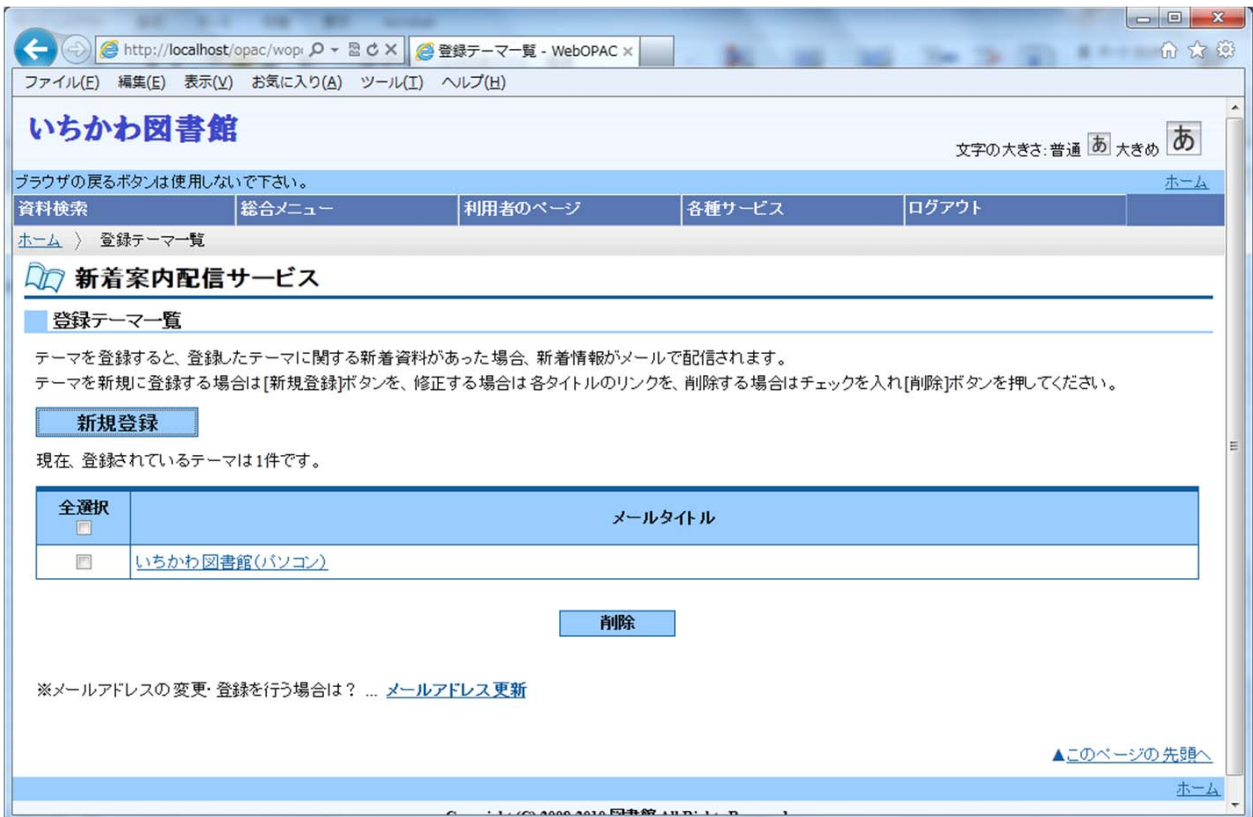 http://localhost/opac/wop
登録テーマ一覧 - WebOPAC
ファイル(F) 編集(E) 表示(V) お気に入り(A) ツール(T) ヘルプ(H)
いちかわ図書館
文字の大きさ:普通 あ 大きめ あ
ブラウザの戻るボタンは使用しないで下さい。 ホーム
資料検索 総合メニュー 利用者のページ 各種サービス ログアウト
ホーム 〉 登録テーマ一覧
新着案内配信サービス
登録テーマ一覧
テーマを登録すると、登録したテーマに関する新着資料があった場合、新着情報がメールで配信されます。
テーマを新規に登録する場合は[新規登録]ボタンを、修正する場合は各タイトルのリンクを、削除する場合はチェックを入れ[削除]ボタンを押してください。
新規登録
現在、登録されているテーマは1件です。
全選択 メールタイトル
いちかわ図書館(パソコン)
削除
※メールアドレスの変更・登録を行う場合は? ... メールアドレス更新
▲このページの先頭へ
ホーム